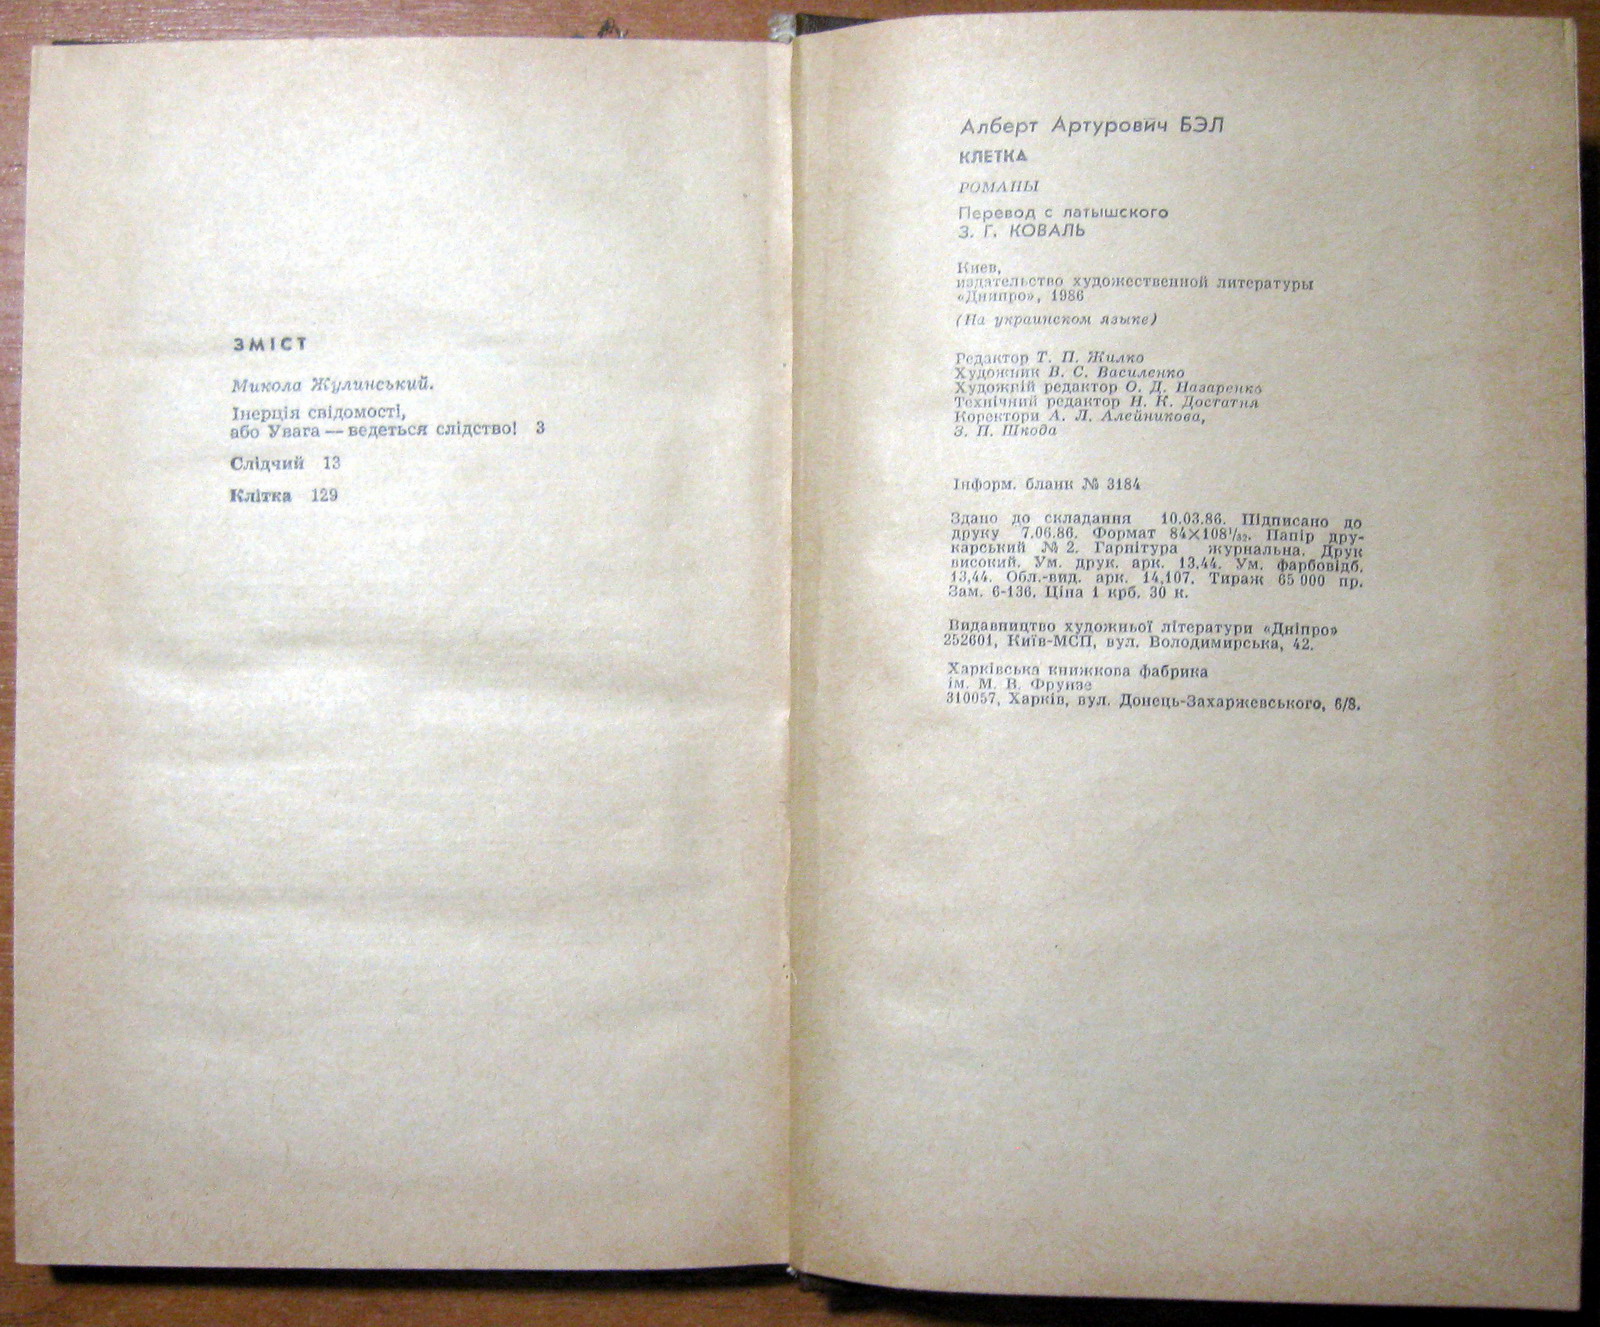 ЗМІСТ
Микола Жулинський.
Інерція свідомості,
або Увага — ведеться слідство! 3
Слідчий 13
Клітка 129
Алберт Артурович БЭЛ
КЛЕТКА
РОМАНЫ
Перевод с латышского
З. Г. КОВАЛЬ
Киев,
издательство художественной литературы
«Дніпро», 1986
(На украинском языке)
Редактор Т. П. Жилко
Художник В. С. Василенко
Художній редактор О. Д. Назаренко
Технічний редактор Н. К. Достатня
Коректори А. Л. Алейникова,
З. П. Шкода
Інформ. бланк № 3184
Здано до складання 10.03.86. Підписано до
друку 7.06.86. Формат 84×108¹/₃₂. Папір дру-
карський № 2. Гарнітура журнальна. Друк
високий. Ум. друк. арк. 13,44. Ум. фарбовідб.
13,44. Обл.-вид. арк. 14,107. Тираж 65 000 пр.
Зам. 6-136. Ціна 1 крб. 30 к.
Видавництво художньої літератури «Дніпро»
252601, Київ-МСП, вул. Володимирська, 42.
Харківська книжкова фабрика
ім. М. В. Фрунзе
310057, Харків, вул. Донець-Захаржевського, 6/8.